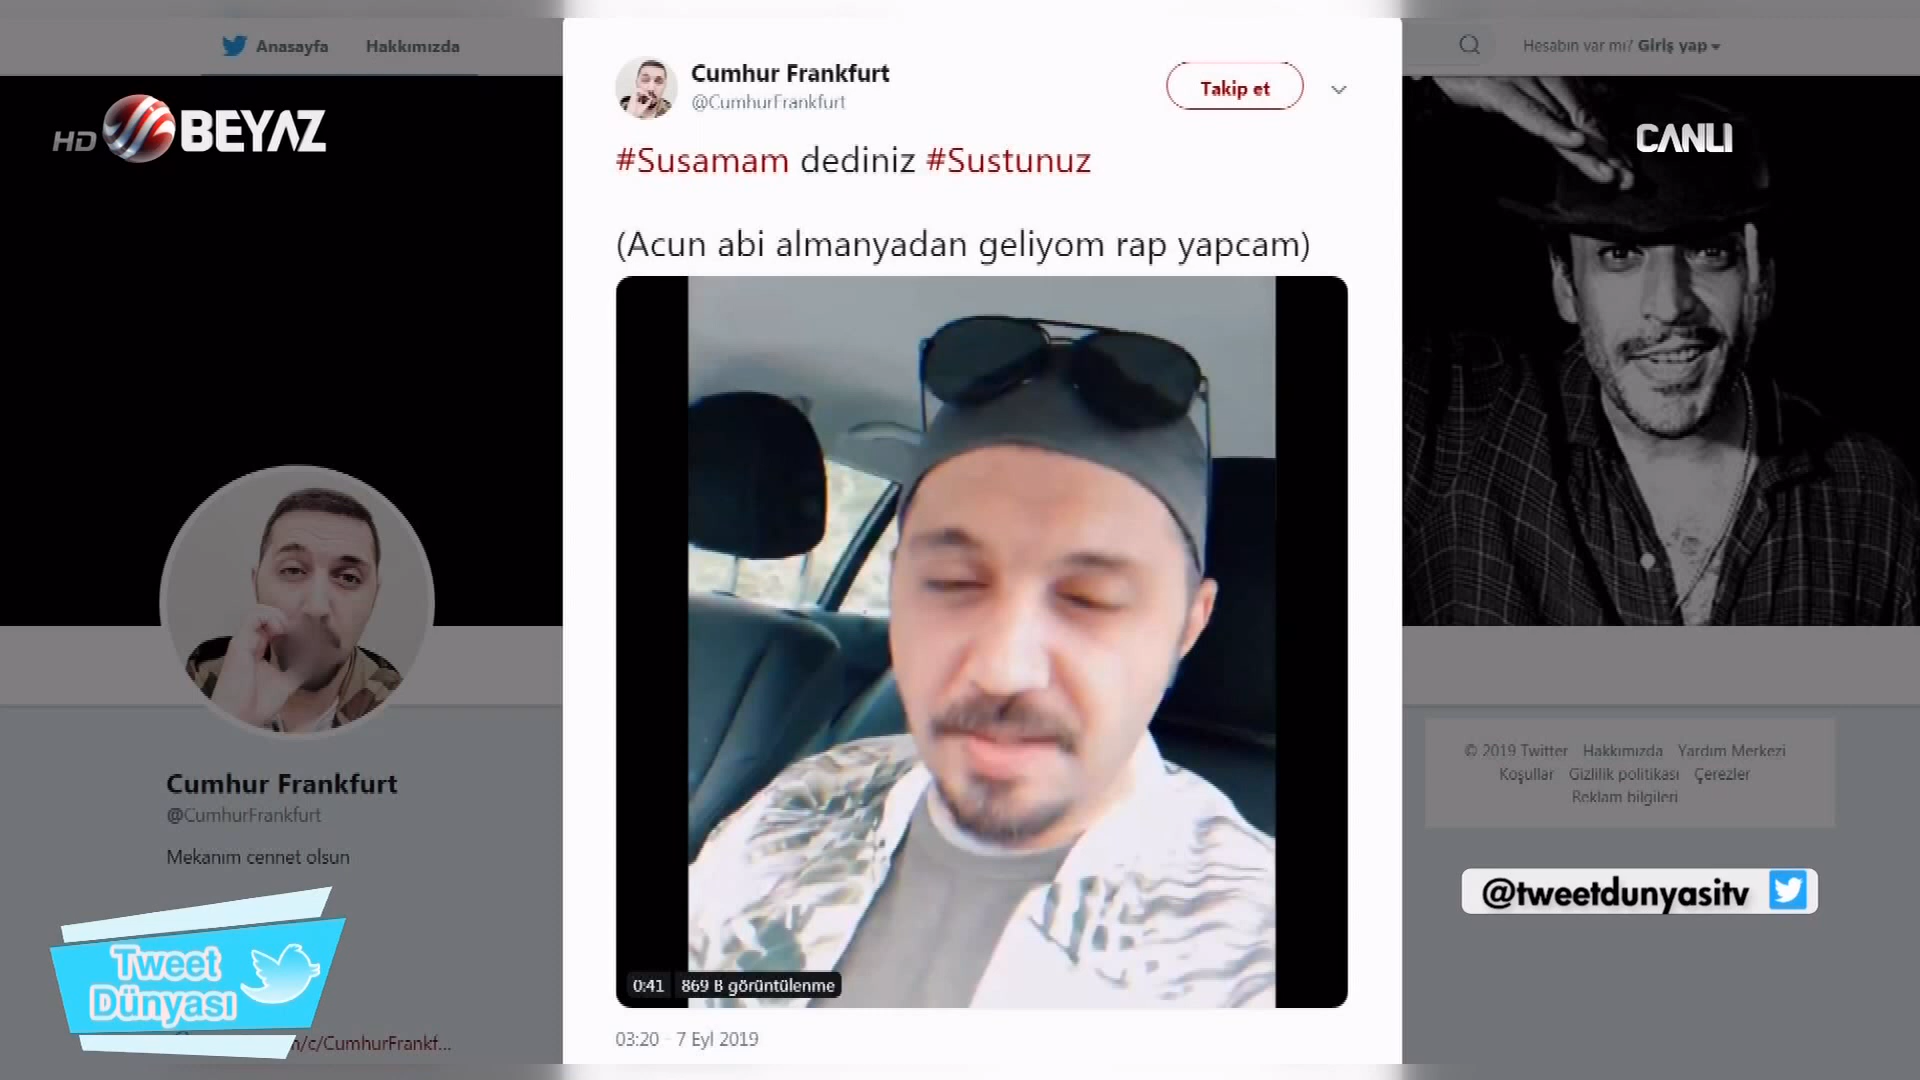 Anasayfa Hakkımızda
Hesabın var mı? Giriş yap
HD BEYAZ
CANLI
Cumhur Frankfurt
@CumhurFrankfurt
Takip et
#Susamam dediniz #Sustunuz
(Acun abi almanyadan geliyom rap yapcam)
0:41 869 B görüntülenme
03:20 - 7 Eyl 2019
Cumhur Frankfurt
@CumhurFrankfurt
Mekanım cennet olsun
Tweet
Dünyası
/c/CumhurFrankf...
© 2019 Twitter Hakkımızda Yardım Merkezi
Koşullar Gizlilik politikası Çerezler
Reklam bilgileri
@tweetdunyasitv